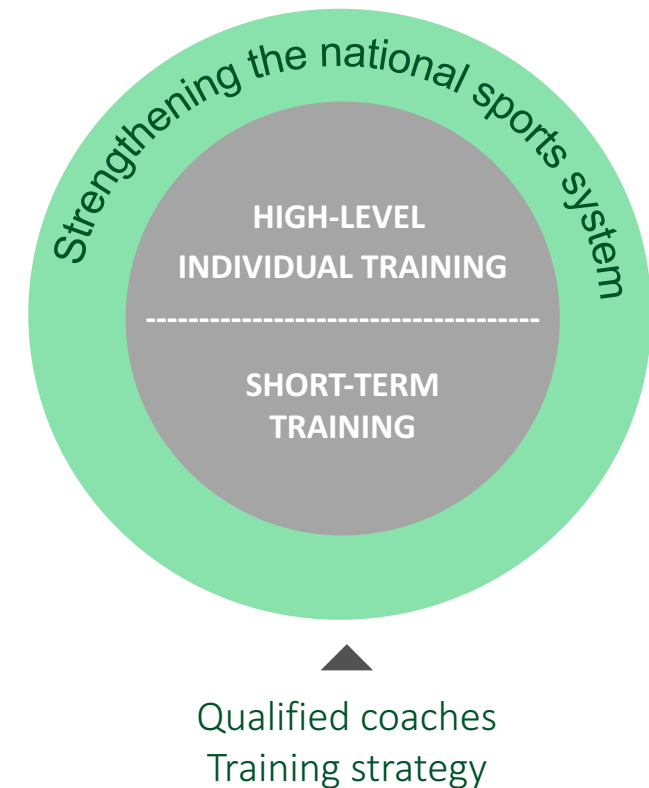 Strengthening the national sports system
HIGH-LEVEL
INDIVIDUAL TRAINING
-------------------------------------
SHORT-TERM
TRAINING
Qualified coaches
Training strategy